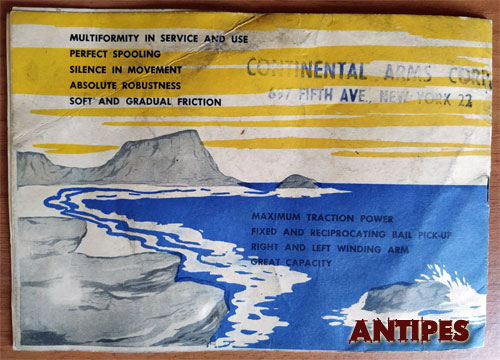 MULTIFORMITY IN SERVICE AND USE
PERFECT SPOOLING
SILENCE IN MOVEMENT
ABSOLUTE ROBUSTNESS
SOFT AND GRADUAL FRICTION
CONTINENTAL ARMS CORP
697 FIFTH AVE., NEW YORK 22
MAXIMUM TRACTION POWER
FIXED AND RECIPROCATING BAIL PICK-UP
RIGHT AND LEFT WINDING ARM
GREAT CAPACITY
ANTIPES